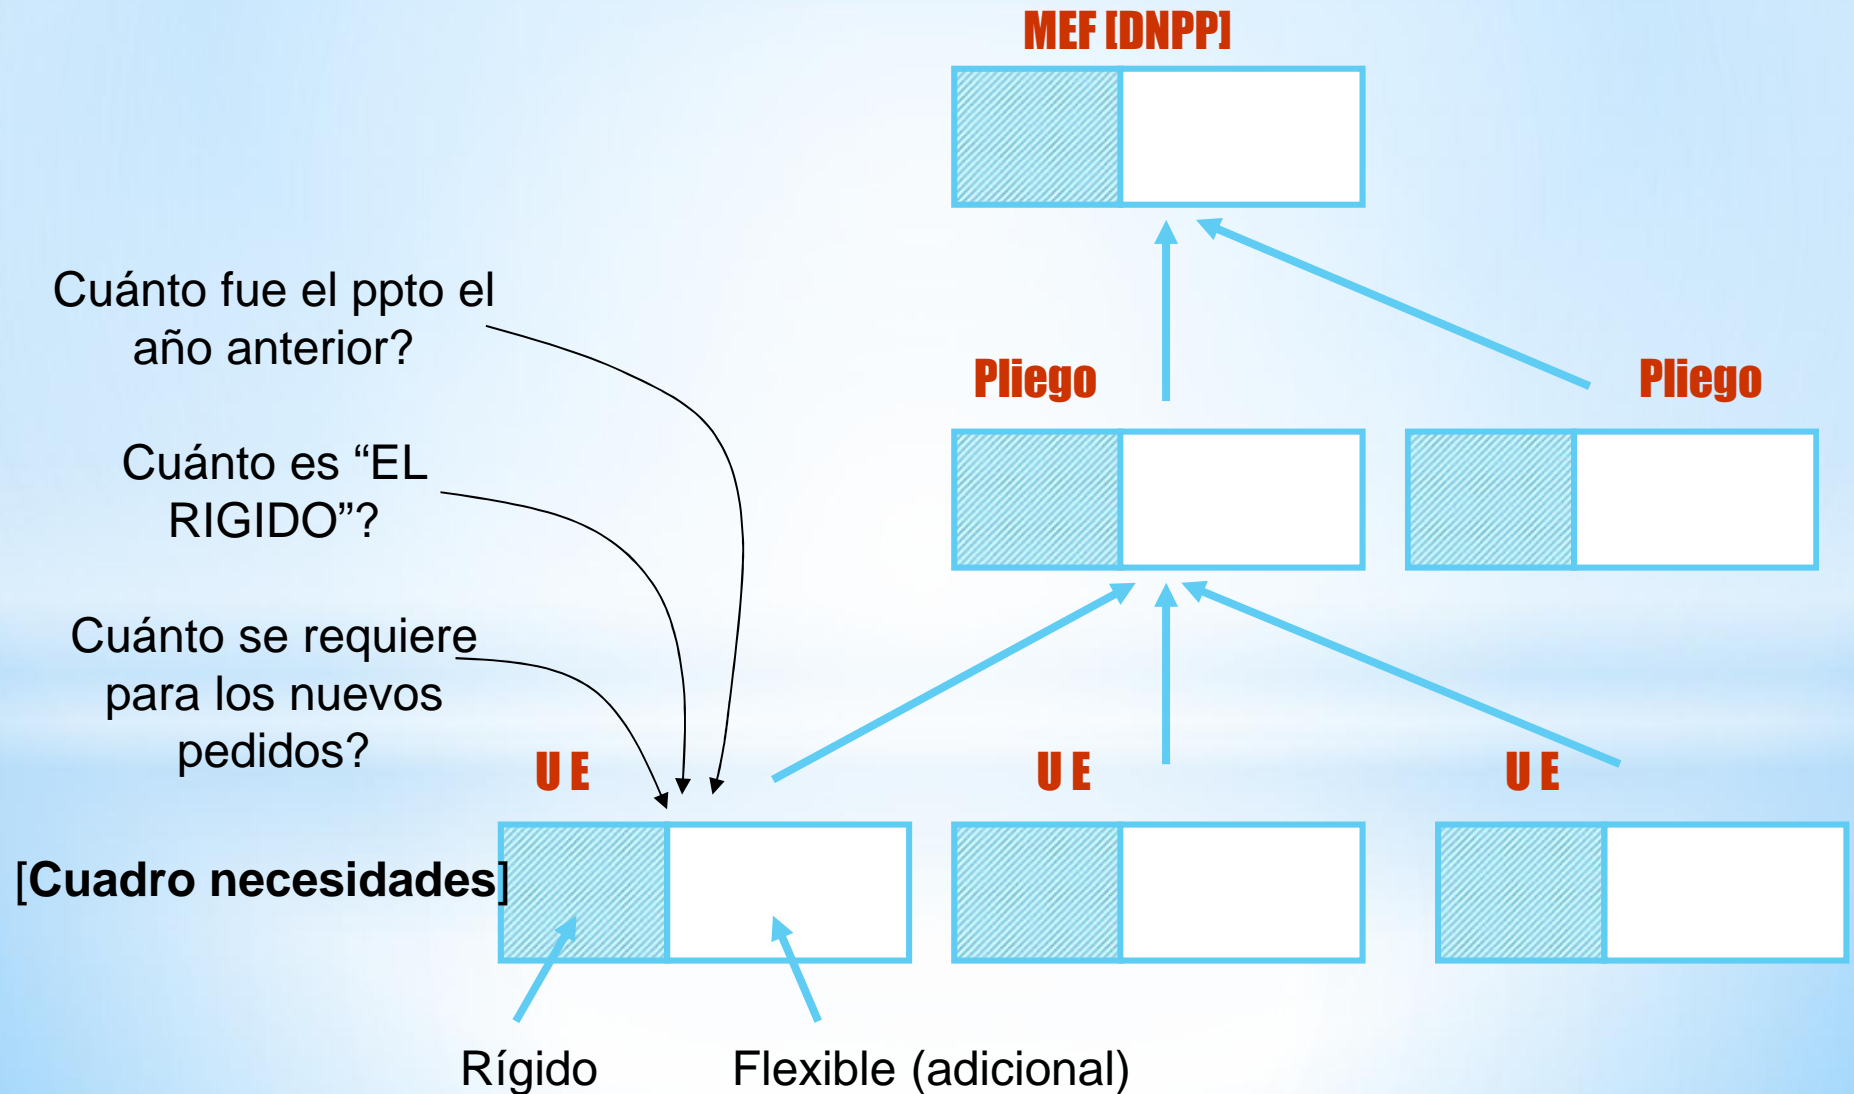 MEF [DNPP]
Cuánto fue el ppto el
año anterior?
Pliego
Pliego
Cuánto es “EL
RIGIDO”?
Cuánto se requiere
para los nuevos
pedidos?
U E
U E
U E
[Cuadro necesidades]
Rígido
Flexible (adicional)